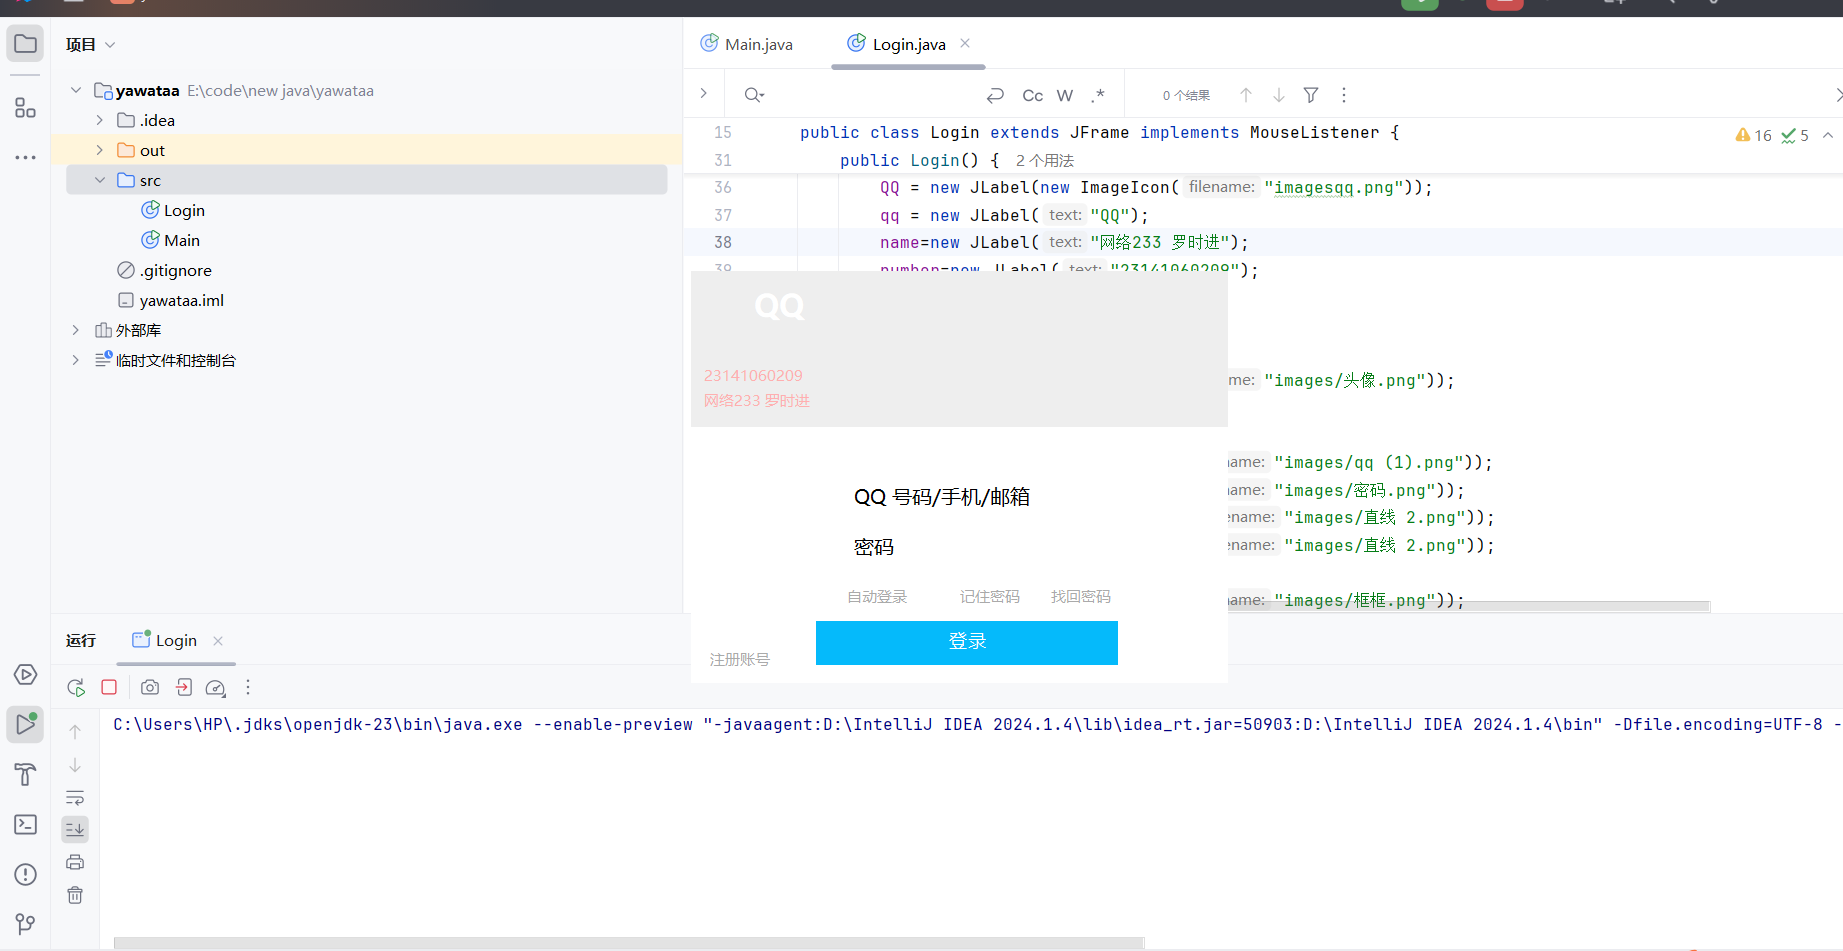 项目
Main.java
Login.java
yawataa E:\code\new java\yawataa
.idea
out
src
Login
Main
.gitignore
yawataa.iml
外部库
临时文件和控制台
Cc W .*
0 个结果
15 public class Login extends JFrame implements MouseListener {
16 5
31 public Login() { 2 个用法
36 QQ = new JLabel(new ImageIcon( filename: "imagesqq.png"));
37 qq = new JLabel( text: "QQ");
38 name=new JLabel( text: "网络233 罗时进");
39 number=new JLabel( text: "23141060209");
me: "images/头像.png"));
ame: "images/qq (1).png"));
ame: "images/密码.png"));
ename: "images/直线 2.png"));
ename: "images/直线 2.png"));
ame: "images/框框.png"));
QQ
23141060209
网络233 罗时进
QQ 号码/手机/邮箱
密码
自动登录 记住密码 找回密码
登录
注册账号
运行 Login
C:\Users\HP\.jdks\openjdk-23\bin\java.exe --enable-preview "-javaagent:D:\IntelliJ IDEA 2024.1.4\lib\idea_rt.jar=50903:D:\IntelliJ IDEA 2024.1.4\bin" -Dfile.encoding=UTF-8 -